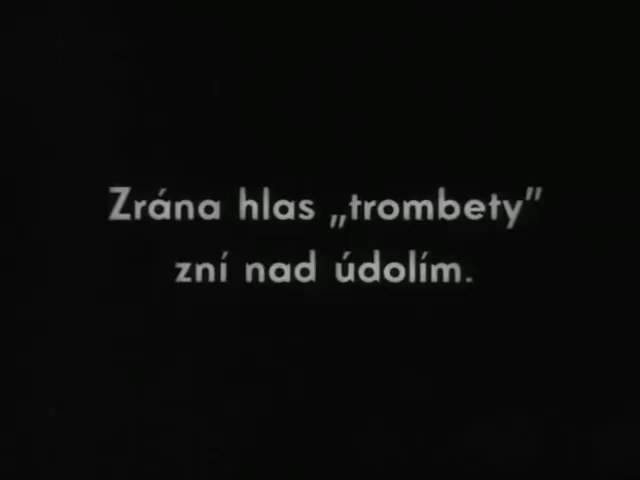 Zrána hlas „trombety”
zní nad údolím.